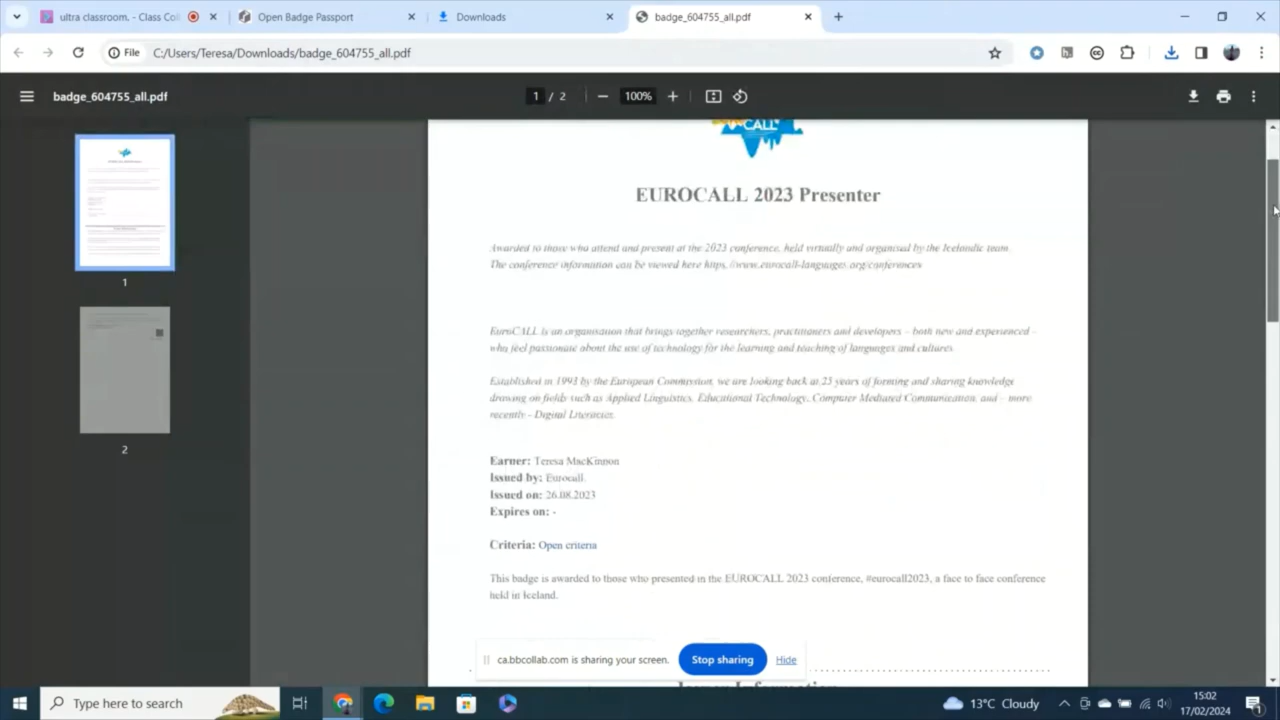 ultra classroom. - Class Coll
Open Badge Passport
Downloads
badge_604755_all.pdf
File
C:/Users/Teresa/Downloads/badge_604755_all.pdf
badge_604755_all.pdf
1 / 2
100%
CALL
EUROCALL 2023 Presenter
Awarded to those who attend and present at the 2023 conference, held virtually and organised by the Icelandic team.
The conference information can be viewed here https://www.eurocall-languages.org/conferences
EuroCALL is an organisation that brings together researchers, practitioners and developers – both new and experienced –
who feel passionate about the use of technology for the learning and teaching of languages and cultures.
Established in 1993 by the European Commission, we are looking back at 25 years of forming and sharing knowledge
drawing on fields such as Applied Linguistics, Educational Technology, Computer Mediated Communication, and – more
recently – Digital Literacies.
Earner: Teresa MacKinnon
Issued by: Eurocall
Issued on: 26.08.2023
Expires on: -
Criteria: Open criteria
This badge is awarded to those who presented in the EUROCALL 2023 conference, #eurocall2023, a face to face conference
held in Iceland.
1
2
ca.bbcollab.com is sharing your screen.
Stop sharing
Hide
Type here to search
13°C Cloudy
15:02
17/02/2024
1